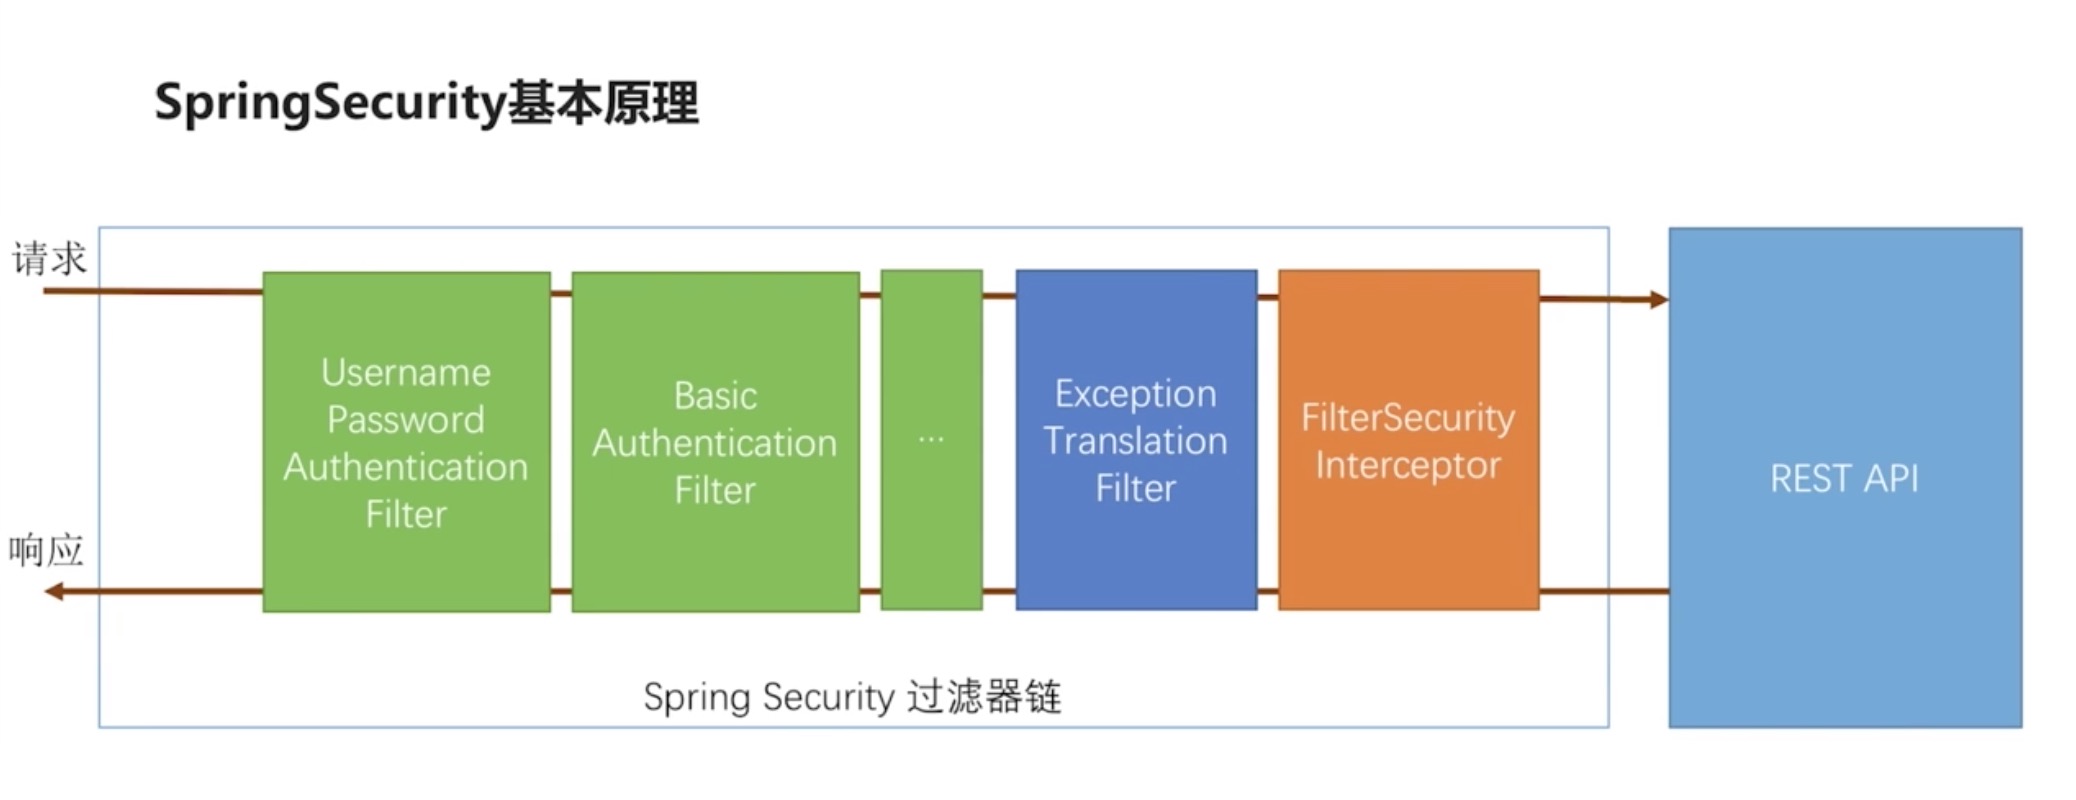 SpringSecurity基本原理
请求
响应
Username
Password
Authentication
Filter
Basic
Authentication
Filter
...
Exception
Translation
Filter
FilterSecurity
Interceptor
REST API
Spring Security 过滤器链